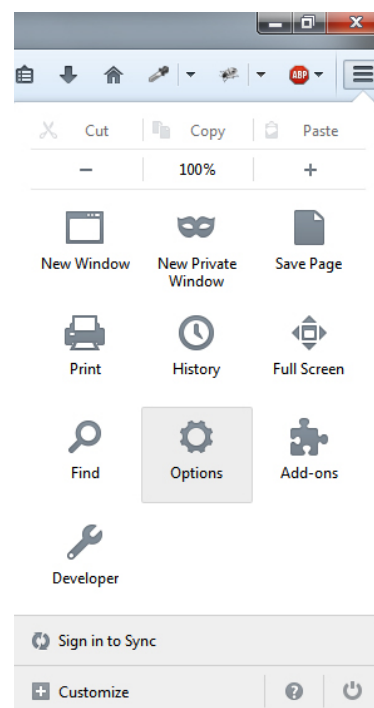 ABP
Cut Copy Paste
− 100% +
New Window New Private Save Page
Window
Print History Full Screen
Find Options Add-ons
Developer
Sign in to Sync
Customize ?